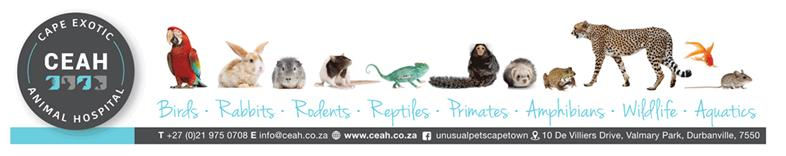 CAPE EXOTIC
CEAH
ANIMAL HOSPITAL
Birds · Rabbits · Rodents · Reptiles · Primates · Amphibians · Wildlife · Aquatics
T +27 (0)21 975 0708 E info@ceah.co.za www.ceah.co.za unusualpetscapetown 10 De Villiers Drive, Valmary Park, Durbanville, 7550